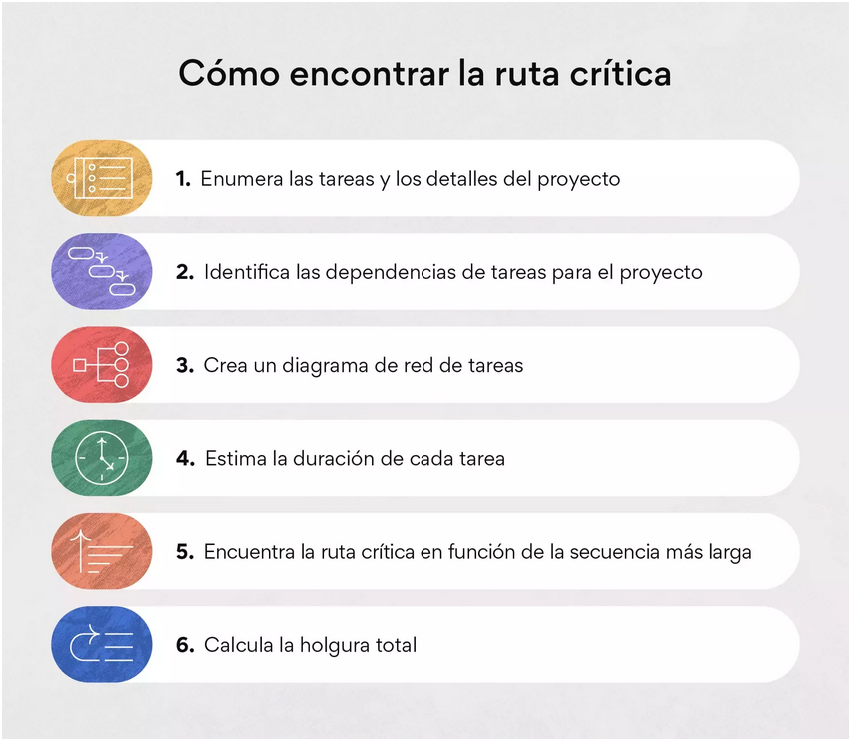 Cómo encontrar la ruta crítica
1. Enumera las tareas y los detalles del proyecto
2. Identifica las dependencias de tareas para el proyecto
3. Crea un diagrama de red de tareas
4. Estima la duración de cada tarea
5. Encuentra la ruta crítica en función de la secuencia más larga
6. Calcula la holgura total